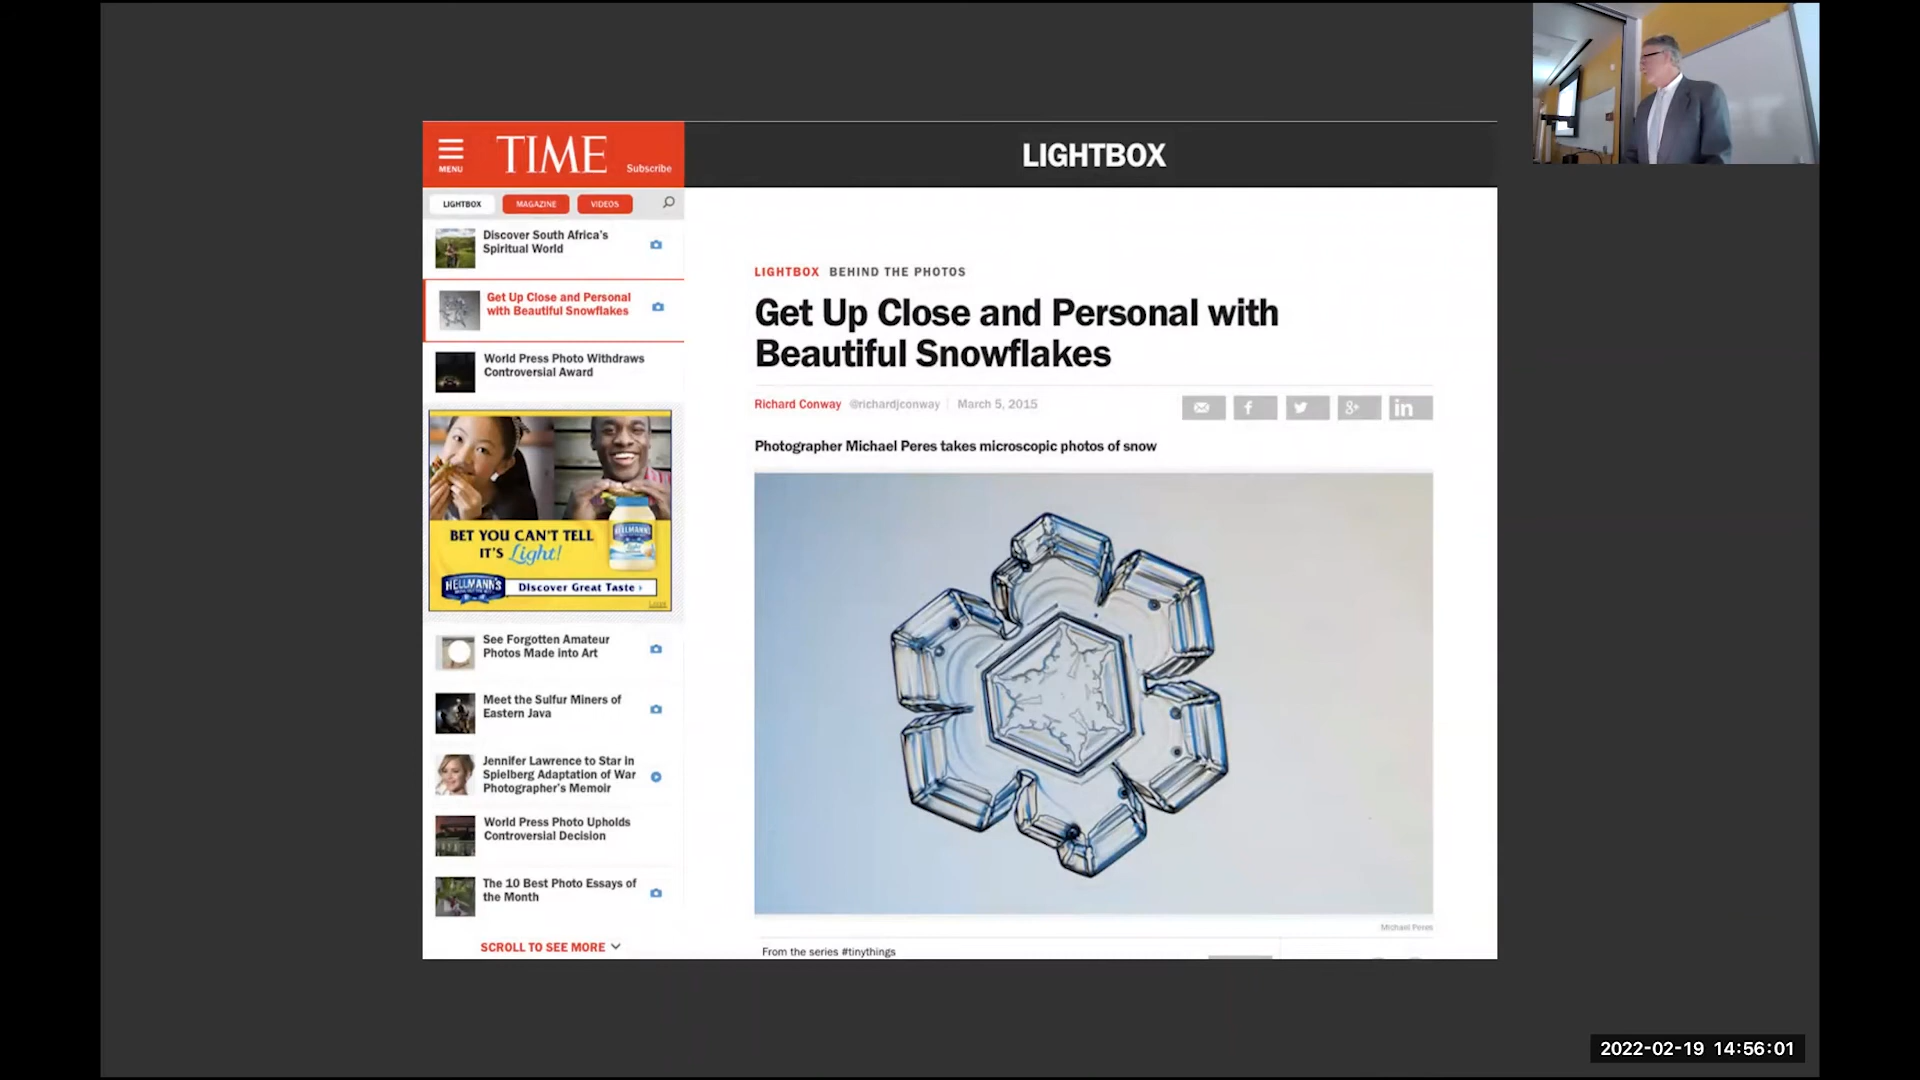 MENU
TIME
Subscribe
LIGHTBOX
LIGHTBOX
MAGAZINE
VIDEOS
Discover South Africa's
Spiritual World
Get Up Close and Personal
with Beautiful Snowflakes
World Press Photo Withdraws
Controversial Award
BET YOU CAN'T TELL
IT'S Light!
HELLMANN'S
Light
HELLMANN'S
Discover Great Taste ›
See Forgotten Amateur
Photos Made into Art
Meet the Sulfur Miners of
Eastern Java
Jennifer Lawrence to Star in
Spielberg Adaptation of War
Photographer's Memoir
World Press Photo Upholds
Controversial Decision
The 10 Best Photo Essays of
the Month
SCROLL TO SEE MORE
LIGHTBOX BEHIND THE PHOTOS
Get Up Close and Personal with
Beautiful Snowflakes
Richard Conway @richardjconway March 5, 2015
f
g+
in
Photographer Michael Peres takes microscopic photos of snow
Michael Peres
From the series #tinythings
2022-02-19 14:56:01